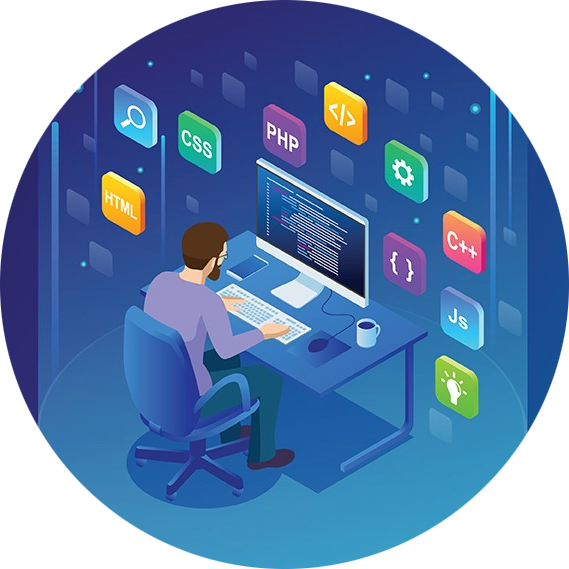 </>
PHP
CSS
HTML
C++
{ }
Js